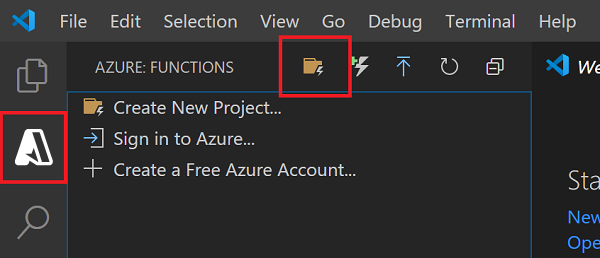 File Edit Selection View Go Debug Terminal Help
AZURE: FUNCTIONS
We
Create New Project...
Sign in to Azure...
Create a Free Azure Account...
Sta
New
Ope